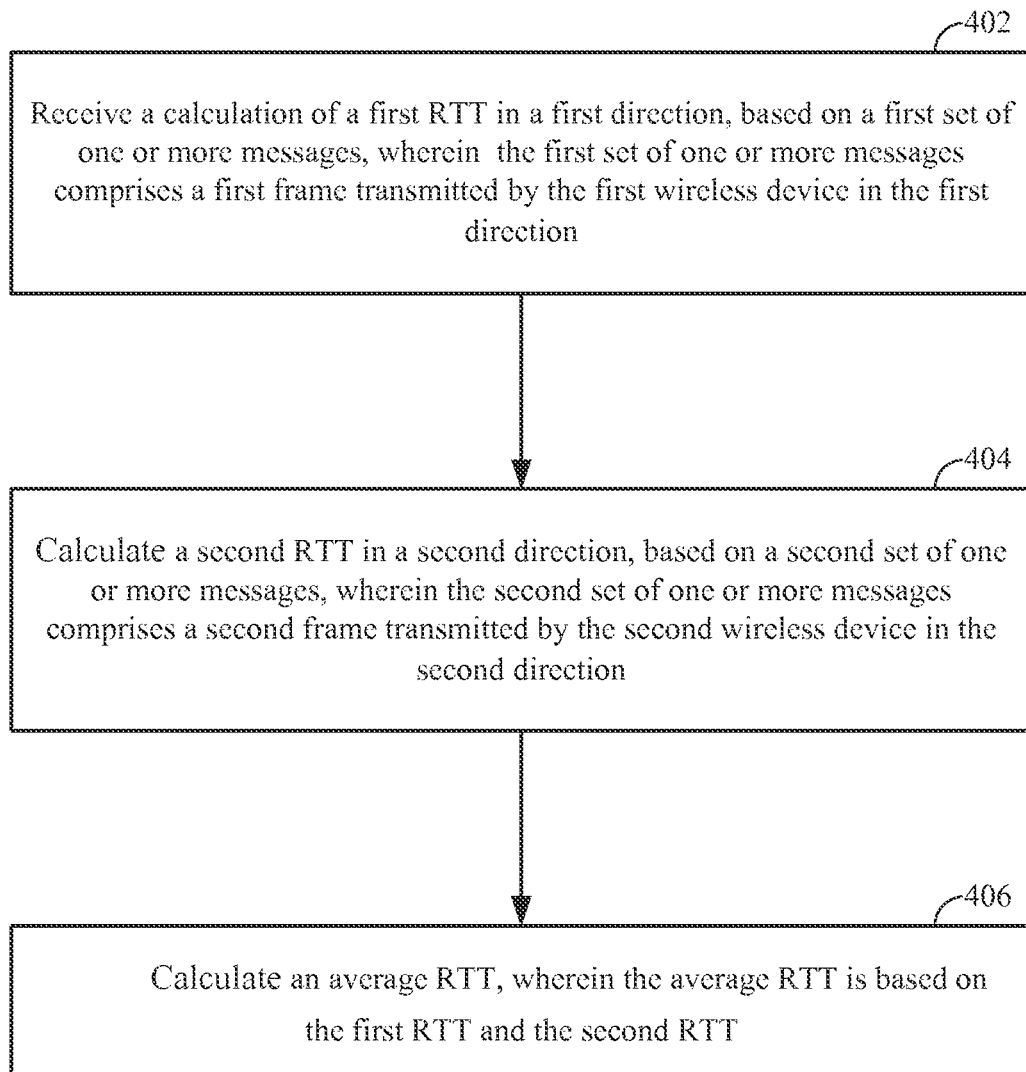 402
Receive a calculation of a first RTT in a first direction, based on a first set of
one or more messages, wherein the first set of one or more messages
comprises a first frame transmitted by the first wireless device in the first
direction
404
Calculate a second RTT in a second direction, based on a second set of one
or more messages, wherein the second set of one or more messages
comprises a second frame transmitted by the second wireless device in the
second direction
406
Calculate an average RTT, wherein the average RTT is based on
the first RTT and the second RTT